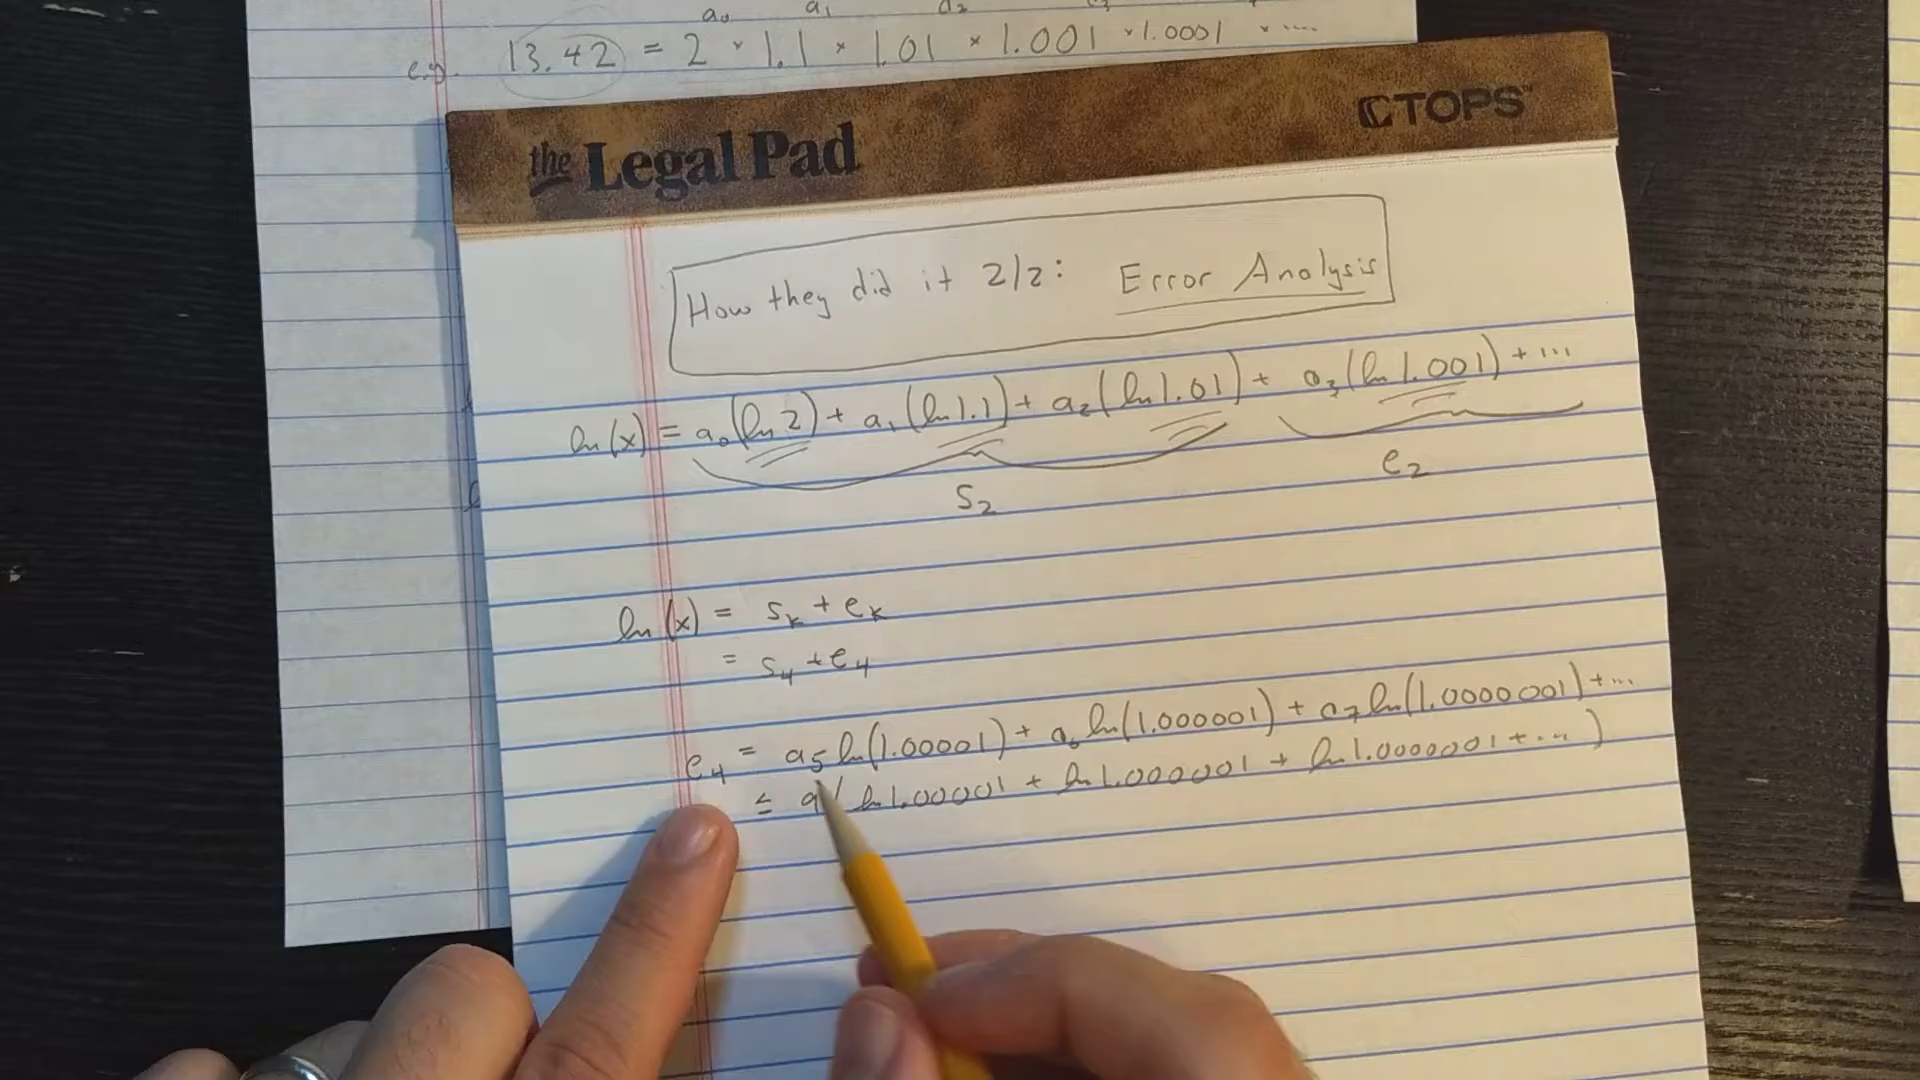 a₀ a₁ a₂
e.g. 13.42 = 2 × 1.1 × 1.01 × 1.001 × 1.0001 × ....
the Legal Pad TOPS™
How they did it 2/2: Error Analysis
ln(x) = a₀(ln 2) + a₁(ln 1.1) + a₂(ln 1.01) + a₃(ln 1.001) + ...
s₂ e₂
ln(x) = sₖ + eₖ
= s₄ + e₄
e₄ = a₅ ln(1.00001) + a₆ ln(1.000001) + a₇ ln(1.0000001) + ...
≤ 9( ln 1.00001 + ln 1.000001 + ln 1.0000001 + ... )